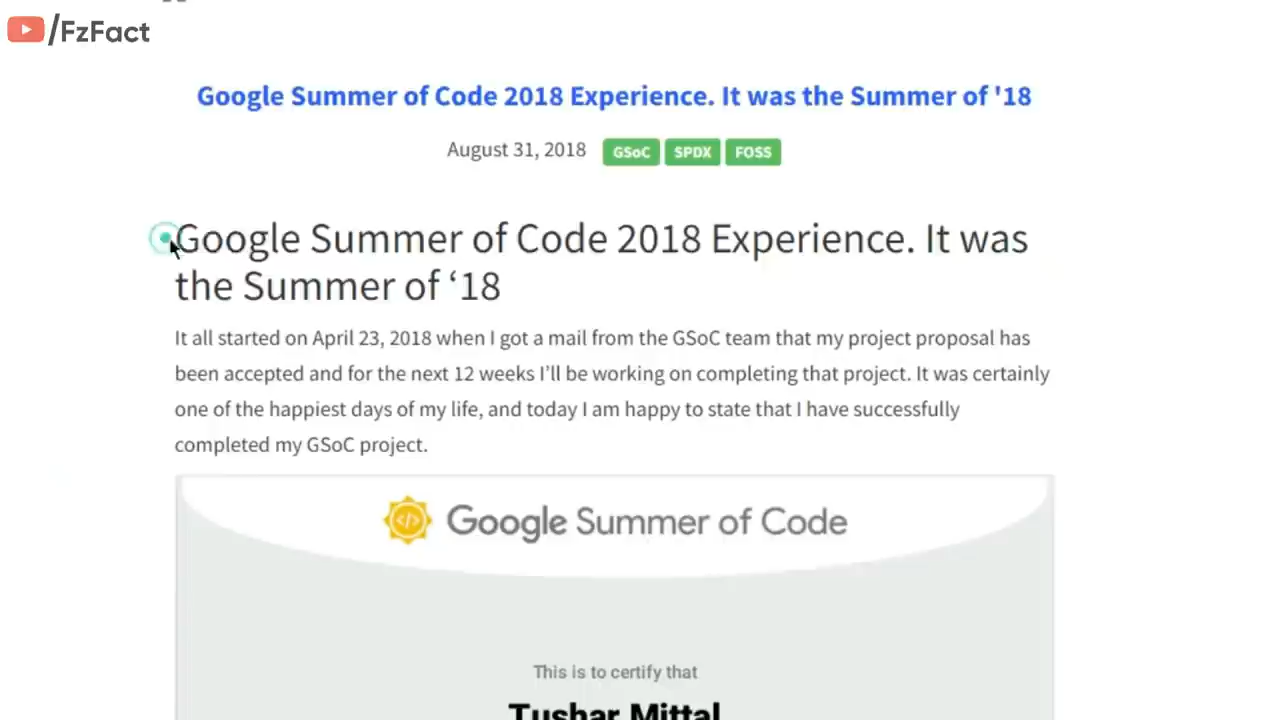 /FzFact
Google Summer of Code 2018 Experience. It was the Summer of '18
August 31, 2018 GSoC SPDX FOSS
Google Summer of Code 2018 Experience. It was
the Summer of ‘18
It all started on April 23, 2018 when I got a mail from the GSoC team that my project proposal has
been accepted and for the next 12 weeks I’ll be working on completing that project. It was certainly
one of the happiest days of my life, and today I am happy to state that I have successfully
completed my GSoC project.
Google Summer of Code
This is to certify that
Tushar Mittal